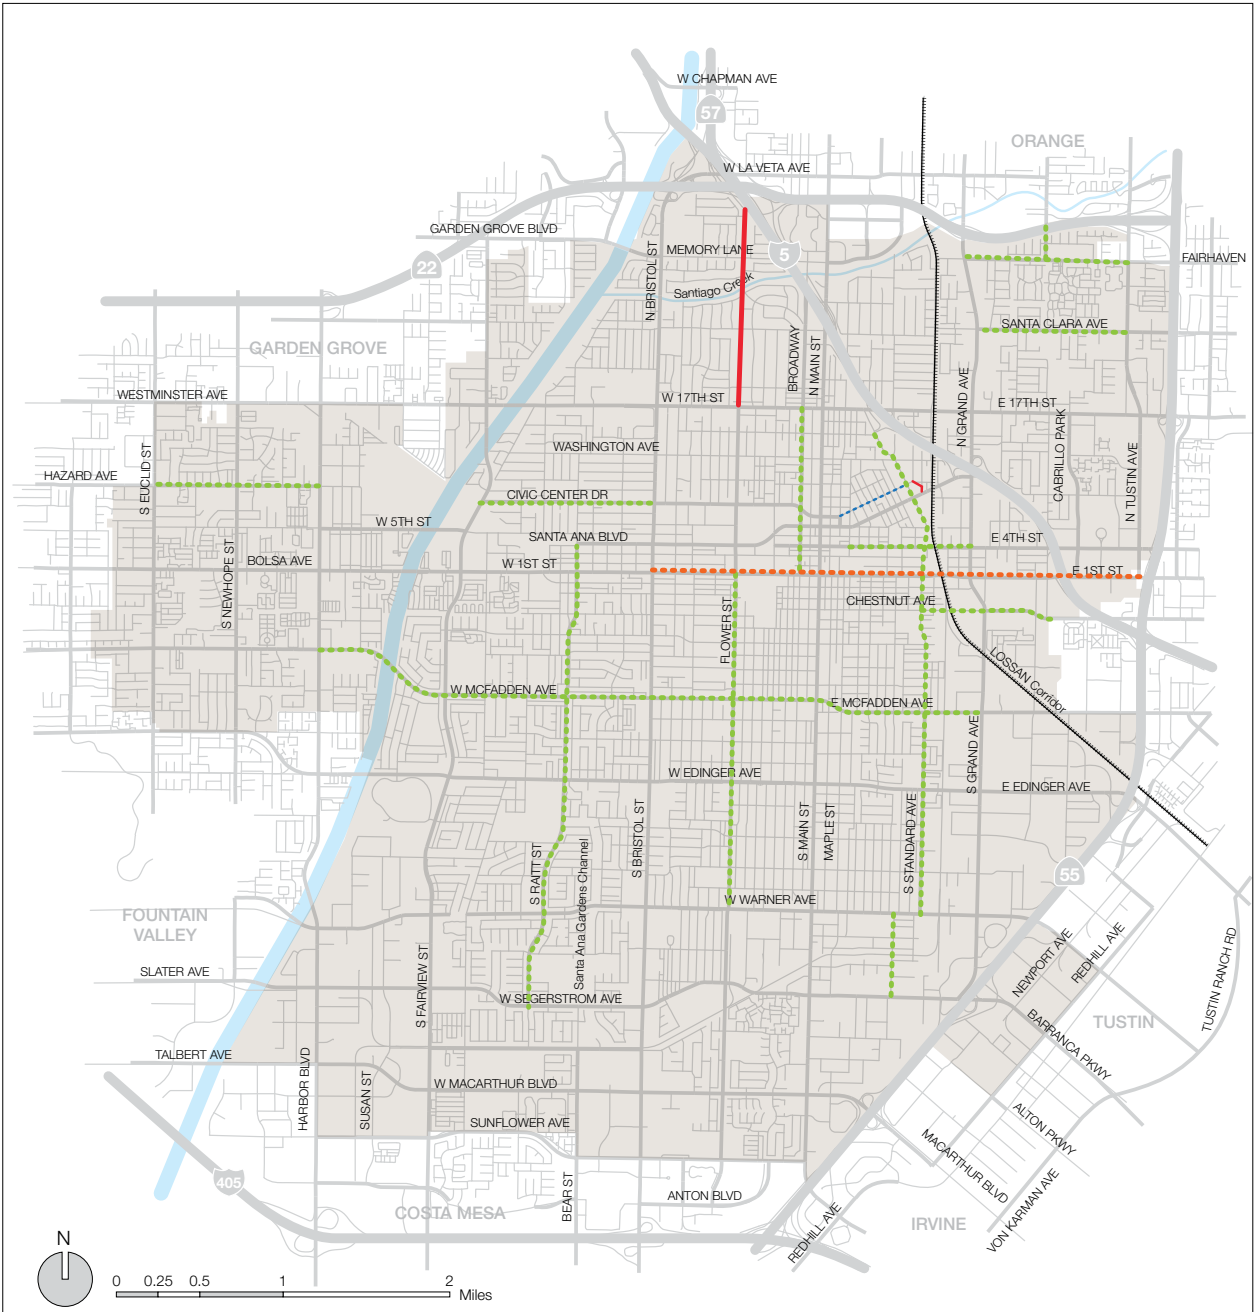 W CHAPMAN AVE
57
ORANGE
W LA VETA AVE
GARDEN GROVE BLVD
MEMORY LANE
5
FAIRHAVEN
22
N BRISTOL ST
Santiago Creek
SANTA CLARA AVE
GARDEN GROVE
BROADWAY
N MAIN ST
N GRAND AVE
WESTMINSTER AVE
W 17TH ST
E 17TH ST
CABRILLO PARK
N TUSTIN AVE
S EUCLID ST
WASHINGTON AVE
HAZARD AVE
CIVIC CENTER DR
W 5TH ST
SANTA ANA BLVD
E 4TH ST
S NEWHOPE ST
BOLSA AVE
W 1ST ST
E 1ST ST
CHESTNUT AVE
FLOWER ST
LOSSAN Corridor
W MCFADDEN AVE
E MCFADDEN AVE
S GRAND AVE
W EDINGER AVE
E EDINGER AVE
S BRISTOL ST
S MAIN ST
MAPLE ST
S STANDARD AVE
S RAITT ST
Santa Ana Gardens Channel
55
W WARNER AVE
FOUNTAIN
VALLEY
NEWPORT AVE
REDHILL AVE
TUSTIN RANCH RD
SLATER AVE
S FAIRVIEW ST
W SEGERSTROM AVE
BARRANCA PKWY
TUSTIN
TALBERT AVE
HARBOR BLVD
SUSAN ST
W MACARTHUR BLVD
SUNFLOWER AVE
ALTON PKWY
MACARTHUR BLVD
405
COSTA MESA
BEAR ST
ANTON BLVD
REDHILL AVE
IRVINE
VON KARMAN AVE
N
0 0.25 0.5 1 2
Miles